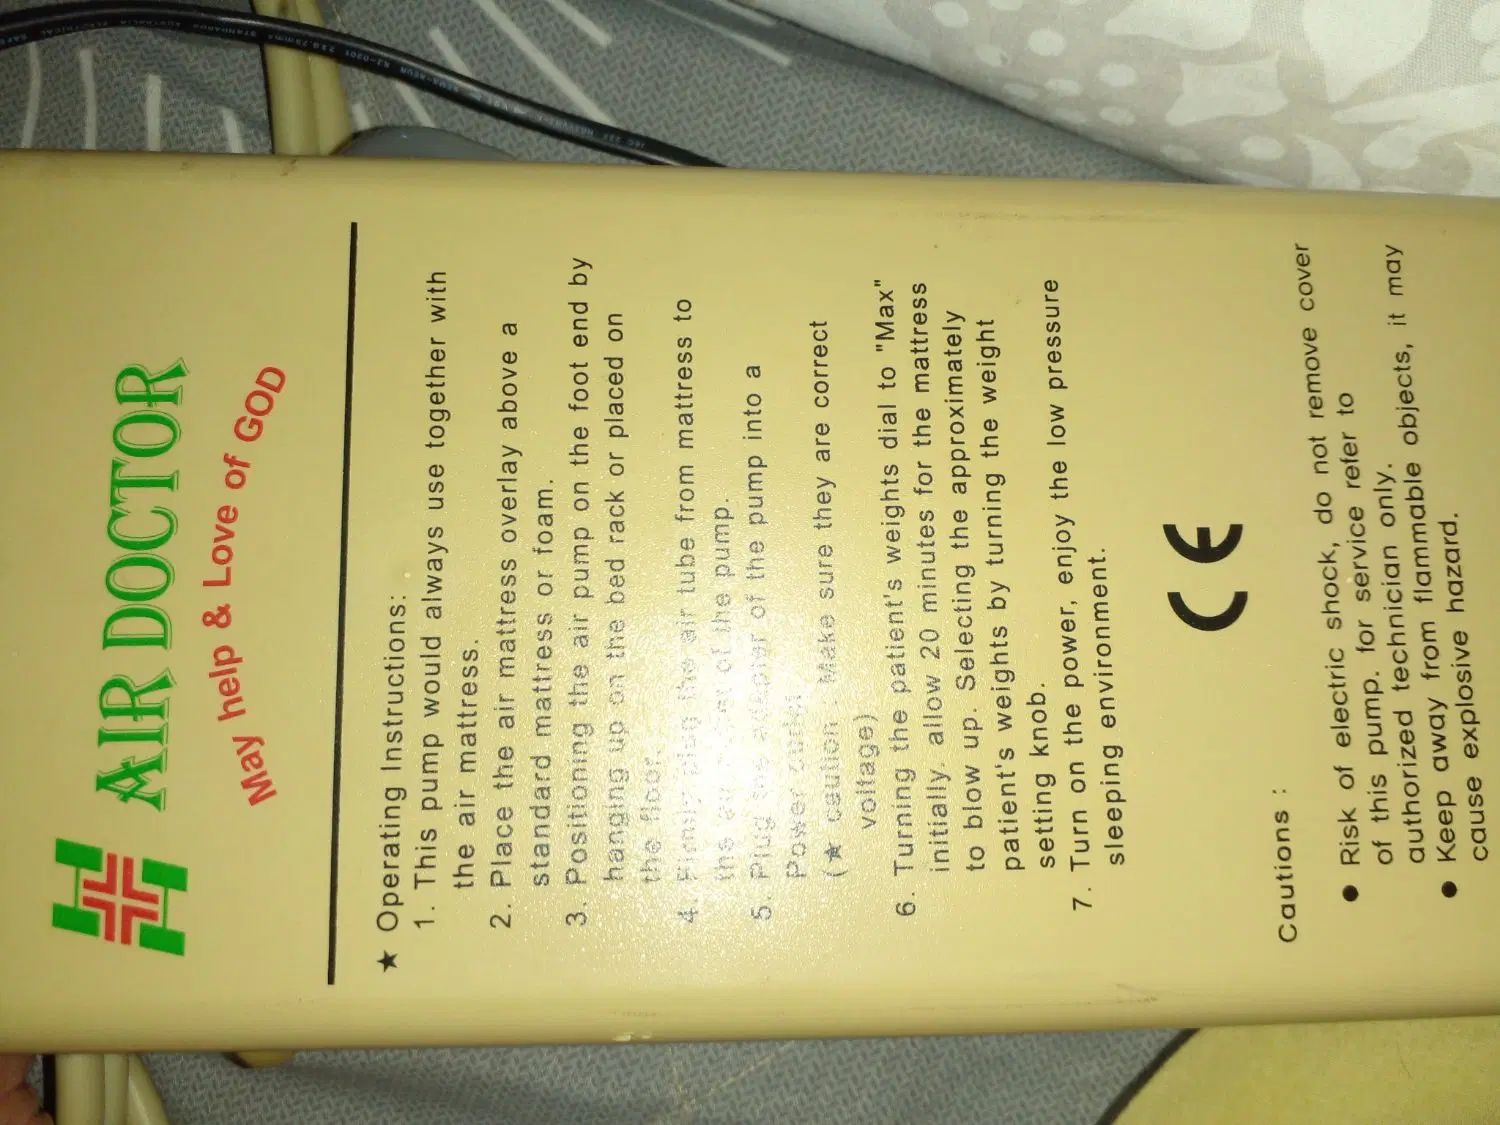 AIR DOCTOR
May help & Love of GOD
★ Operating Instructions:
1. This pump would always use together with
the air mattress.
2. Place the air mattress overlay above a
standard mattress or foam.
3. Positioning the air pump on the foot end by
hanging up on the bed rack or placed on
the floor.
4. Firmly plug the air tube from mattress to
the air of the pump.
5. Plug the adapter of the pump into a
Power
(★ caution : Make sure they are correct
voltage)
6. Turning the patient's weights dial to "Max"
initially. allow 20 minutes for the mattress
to blow up. Selecting the approximately
patient's weights by turning the weight
setting knob.
7. Turn on the power, enjoy the low pressure
sleeping environment.
CE
Cautions :
● Risk of electric shock, do not remove cover
of this pump. for service refer to
authorized technician only.
● Keep away from flammable objects, it may
cause explosive hazard.